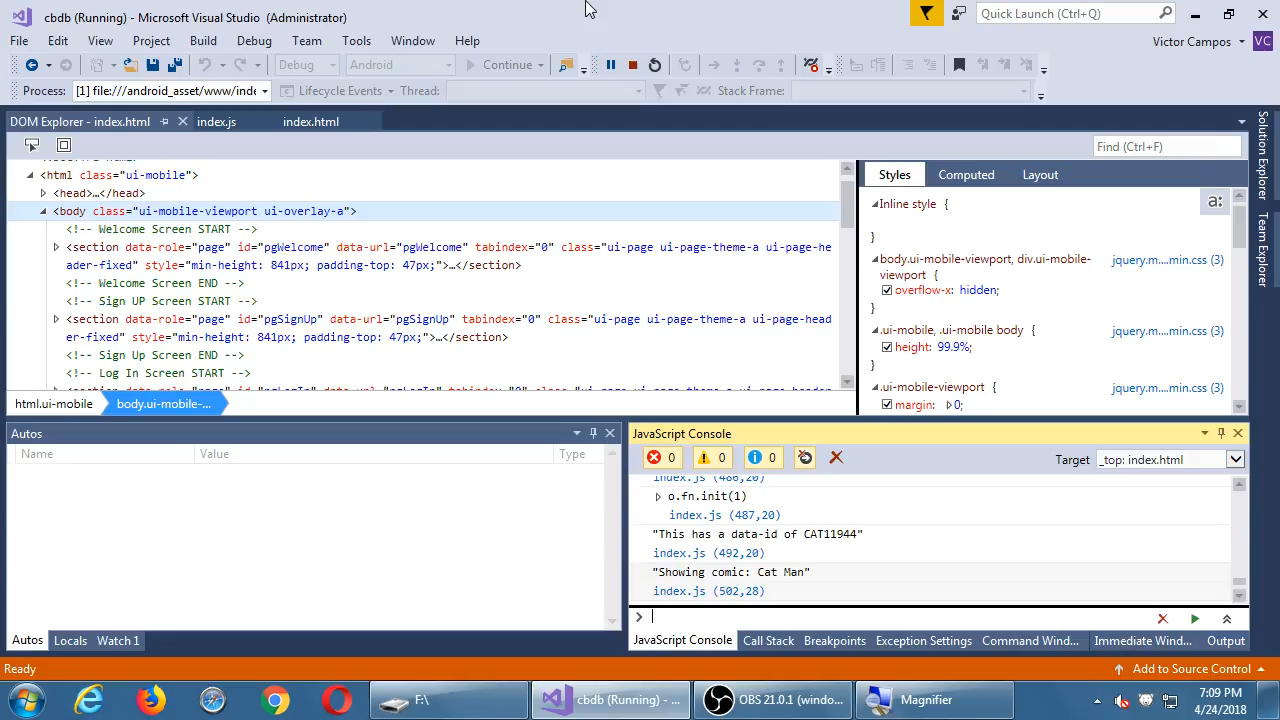 cbdb (Running) - Microsoft Visual Studio (Administrator)
Quick Launch (Ctrl+Q)
File Edit View Project Build Debug Team Tools Window Help
Victor Campos VC
Debug Android Continue
Process: [1] file:///android_asset/www/inde Lifecycle Events Thread: Stack Frame:
DOM Explorer - index.html index.js index.html
Find (Ctrl+F)
<html class="ui-mobile">
<head>…</head>
<body class="ui-mobile-viewport ui-overlay-a">
<!-- Welcome Screen START -->
<section data-role="page" id="pgWelcome" data-url="pgWelcome" tabindex="0" class="ui-page ui-page-theme-a ui-page-he-
ader-fixed" style="min-height: 841px; padding-top: 47px;">…</section>
<!-- Welcome Screen END -->
<!-- Sign UP Screen START -->
<section data-role="page" id="pgSignUp" data-url="pgSignUp" tabindex="0" class="ui-page ui-page-theme-a ui-page-head-
er-fixed" style="min-height: 841px; padding-top: 47px;">…</section>
<!-- Sign Up Screen END -->
<!-- Log In Screen START -->
html.ui-mobile body.ui-mobile-...
Styles Computed Layout
Inline style {
a:
}
body.ui-mobile-viewport, div.ui-mobile- jquery.m....min.css (3)
viewport {
overflow-x: hidden;
}
.ui-mobile, .ui-mobile body { jquery.m....min.css (3)
height: 99.9%;
}
.ui-mobile-viewport { jquery.m....min.css (3)
margin: 0;
Autos
Name Value Type
Autos Locals Watch 1
JavaScript Console
0 0 0 Target _top: index.html
index.js (486,20)
o.fn.init(1)
index.js (487,20)
"This has a data-id of CAT11944"
index.js (492,20)
"Showing comic: Cat Man"
index.js (502,28)
JavaScript Console Call Stack Breakpoints Exception Settings Command Wind... Immediate Wind... Output
Ready Add to Source Control
F:\ cbdb (Running) - ... OBS 21.0.1 (windo... Magnifier
7:09 PM
4/24/2018